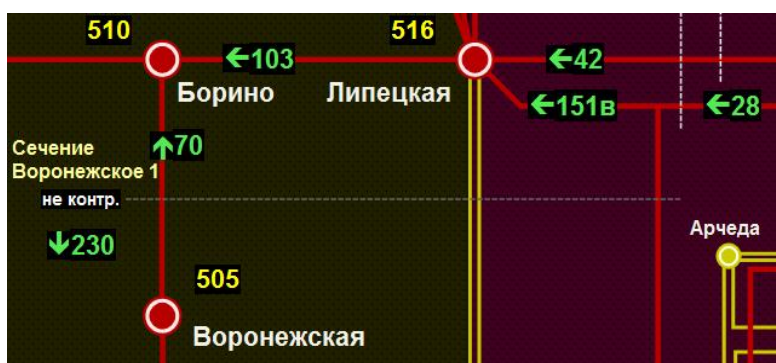 510
516
←103
←42
Борино
Липецкая
←151в
←28
Сечение
Воронежское 1
↑70
не контр.
↓230
Арчеда
505
Воронежская